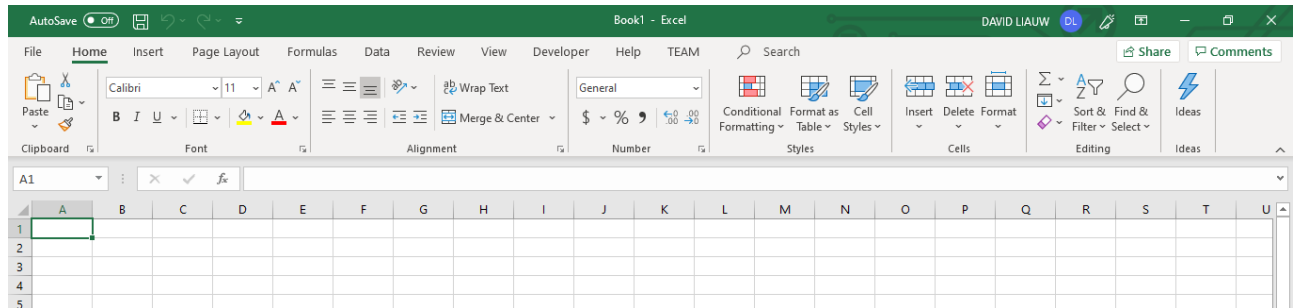 AutoSave Off Book1 - Excel DAVID LIAUW DL
File Home Insert Page Layout Formulas Data Review View Developer Help TEAM Search Share Comments
Paste Calibri 11 A^ A˅ ab Wrap Text General Conditional Formatting Format as Table Cell Styles Insert Delete Format Σ Sort & Filter Find & Select Ideas
B I U A Merge & Center $ % 9 .00 .0
Clipboard Font Alignment Number Styles Cells Editing Ideas
A1 fx
A B C D E F G H I J K L M N O P Q R S T U
1
2
3
4
5